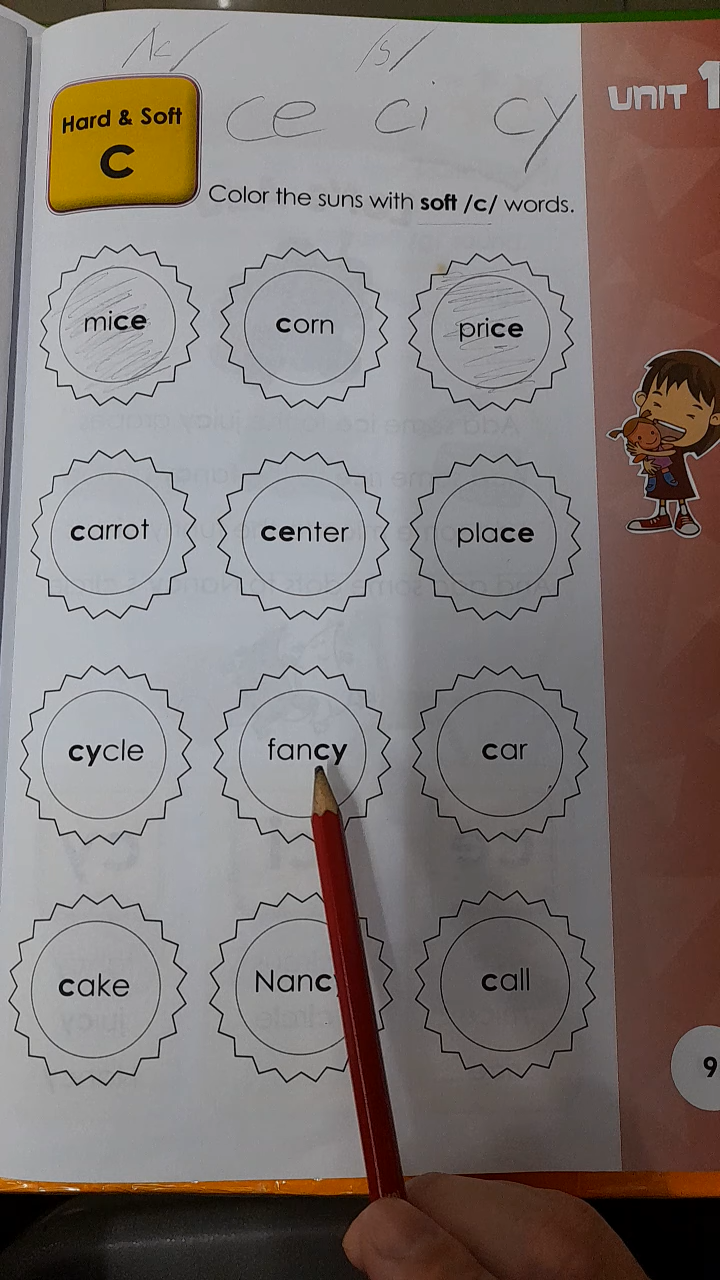 /c/ /s/
ce ci cy
Hard & Soft
C
UNIT 1
Color the suns with soft /c/ words.
mice corn price
carrot center place
cycle fancy car
cake Nancy call
9